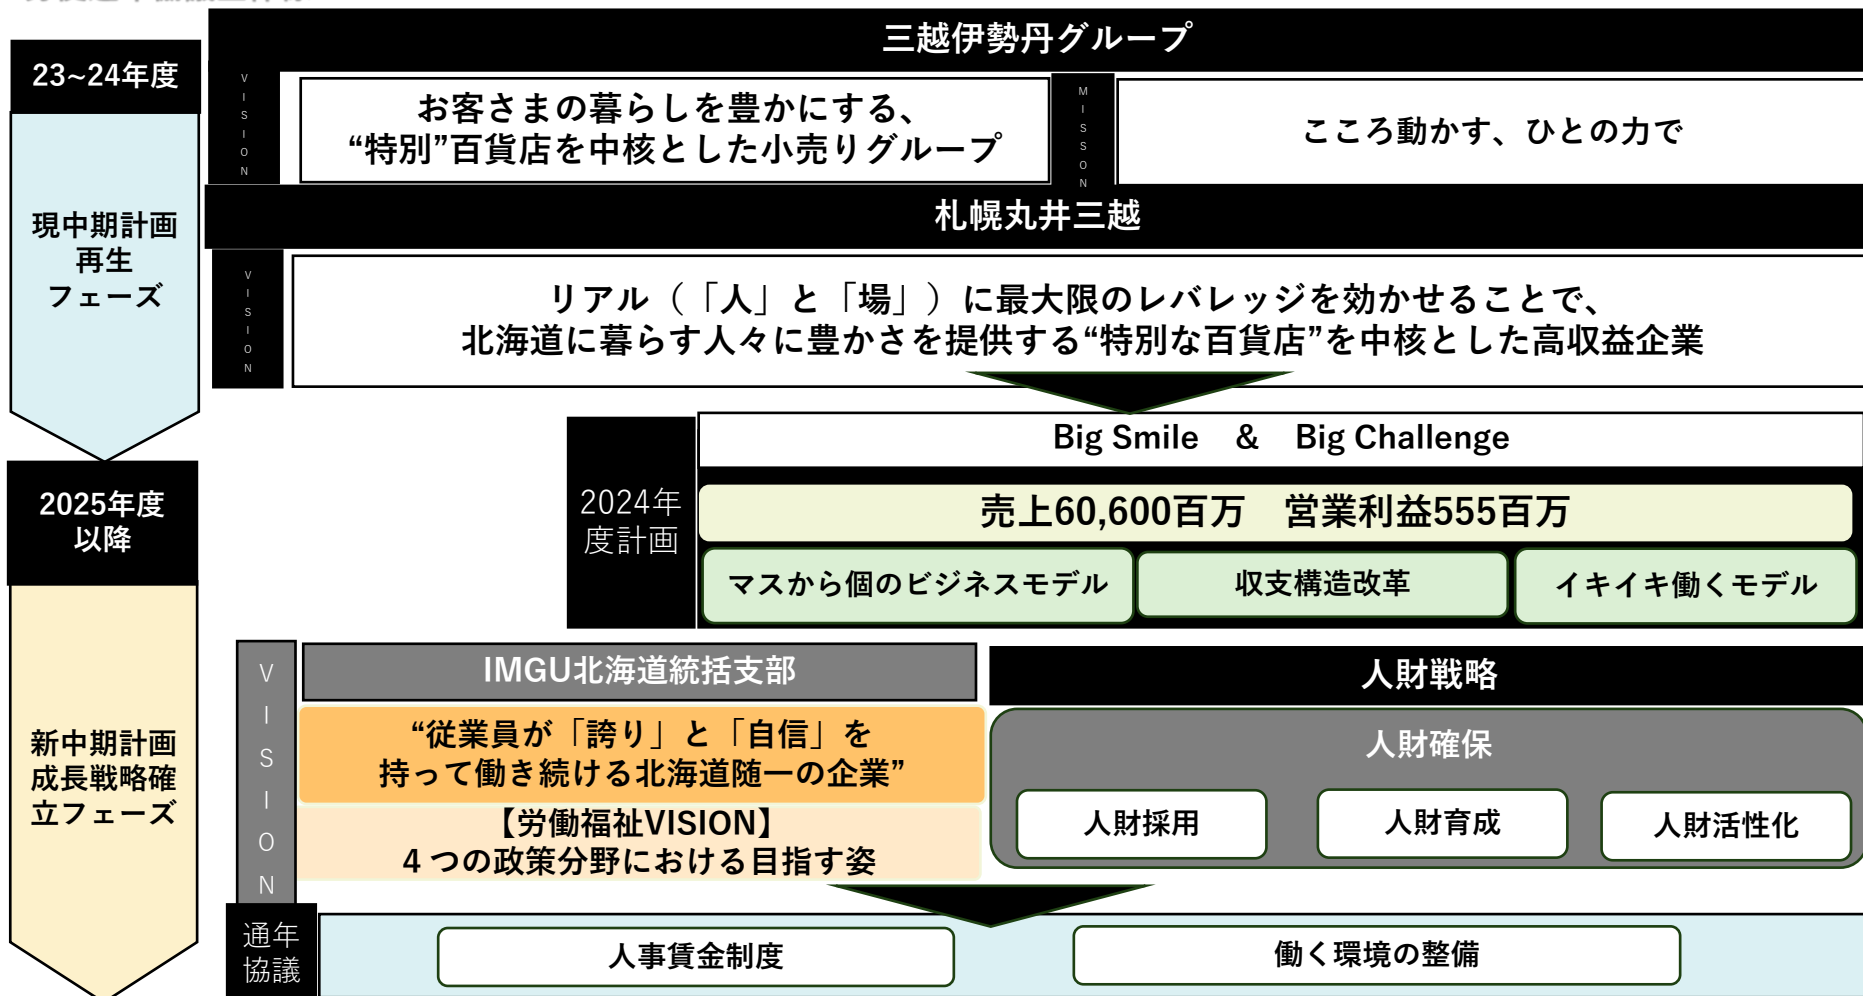 三越伊勢丹グループ
23~24年度
VISION
お客さまの暮らしを豊かにする、
“特別”百貨店を中核とした小売りグループ
MISSON
こころ動かす、ひとの力で
札幌丸井三越
現中期計画
再生
フェーズ
VISION
リアル（「人」と「場」）に最大限のレバレッジを効かせることで、
北海道に暮らす人々に豊かさを提供する“特別な百貨店”を中核とした高収益企業
2024年
度計画
Big Smile　&　Big Challenge
売上60,600百万　営業利益555百万
マスから個のビジネスモデル
収支構造改革
イキイキ働くモデル
2025年度
以降
新中期計画
成長戦略確
立フェーズ
VISION
IMGU北海道統括支部
“従業員が「誇り」と「自信」を
持って働き続ける北海道随一の企業”
【労働福祉VISION】
４つの政策分野における目指す姿
人財戦略
人財確保
人財採用
人財育成
人財活性化
通年
協議
人事賃金制度
働く環境の整備